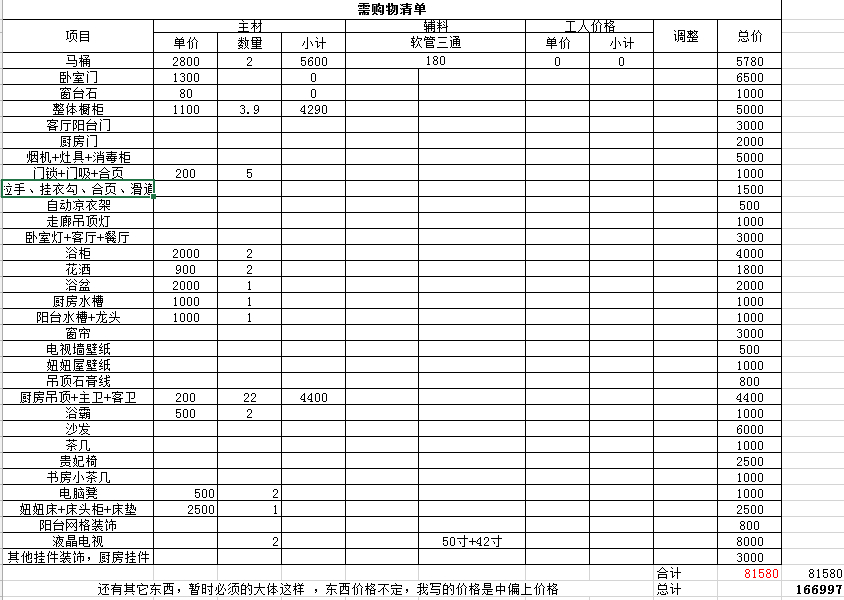 需购物清单
项目 主材 辅料 工人价格 调整 总价
单价 数量 小计 软管三通 单价 小计
马桶 2800 2 5600 180 0 0 5780
卧室门 1300 0 6500
窗台石 80 0 1000
整体橱柜 1100 3.9 4290 5000
客厅阳台门 3000
厨房门 2000
烟机+灶具+消毒柜 5000
门锁+门吸+合页 200 5 1000
拉手、挂衣勾、合页、滑道 1500
自动凉衣架 500
走廊吊顶灯 1000
卧室灯+客厅+餐厅 3000
浴柜 2000 2 4000
花洒 900 2 1800
浴盆 2000 1 2000
厨房水槽 1000 1 1000
阳台水槽+龙头 1000 1 1000
窗帘 3000
电视墙壁纸 500
妞妞屋壁纸 1000
吊顶石膏线 800
厨房吊顶+主卫+客卫 200 22 4400 4400
浴霸 500 2 1000
沙发 6000
茶几 1000
贵妃椅 2500
书房小茶几 1000
电脑凳 500 2 1000
妞妞床+床头柜+床垫 2500 1 2500
阳台网格装饰 800
液晶电视 2 50寸+42寸 8000
其他挂件装饰，厨房挂件 3000
合计 81580 81580
还有其它东西，暂时必须的大体这样 ，东西价格不定，我写的价格是中偏上价格 总计 166997